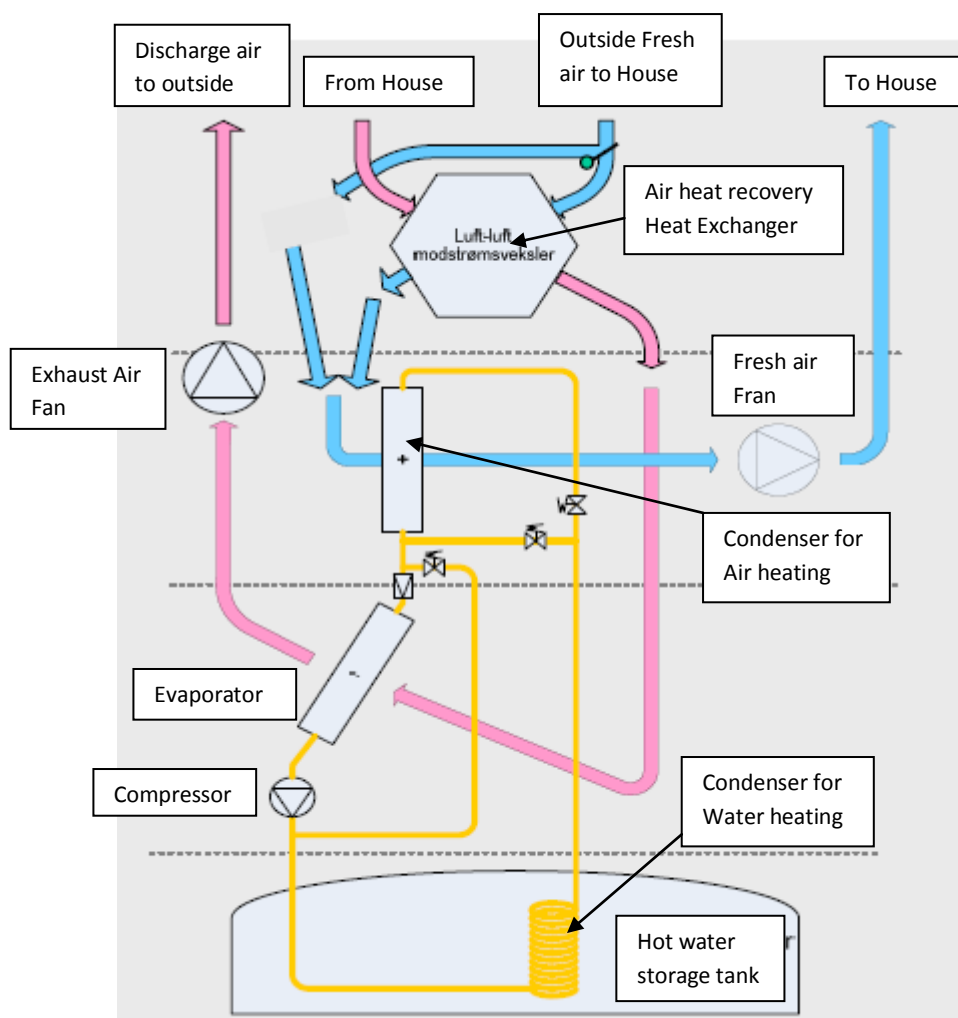 Discharge air
to outside
From House
Outside Fresh
air to House
To House
Air heat recovery
Heat Exchanger
Luft-luft
modstrømsveksler
Exhaust Air
Fan
Fresh air
Fran
+
Condenser for
Air heating
Evaporator
Compressor
Condenser for
Water heating
Hot water
storage tank
r